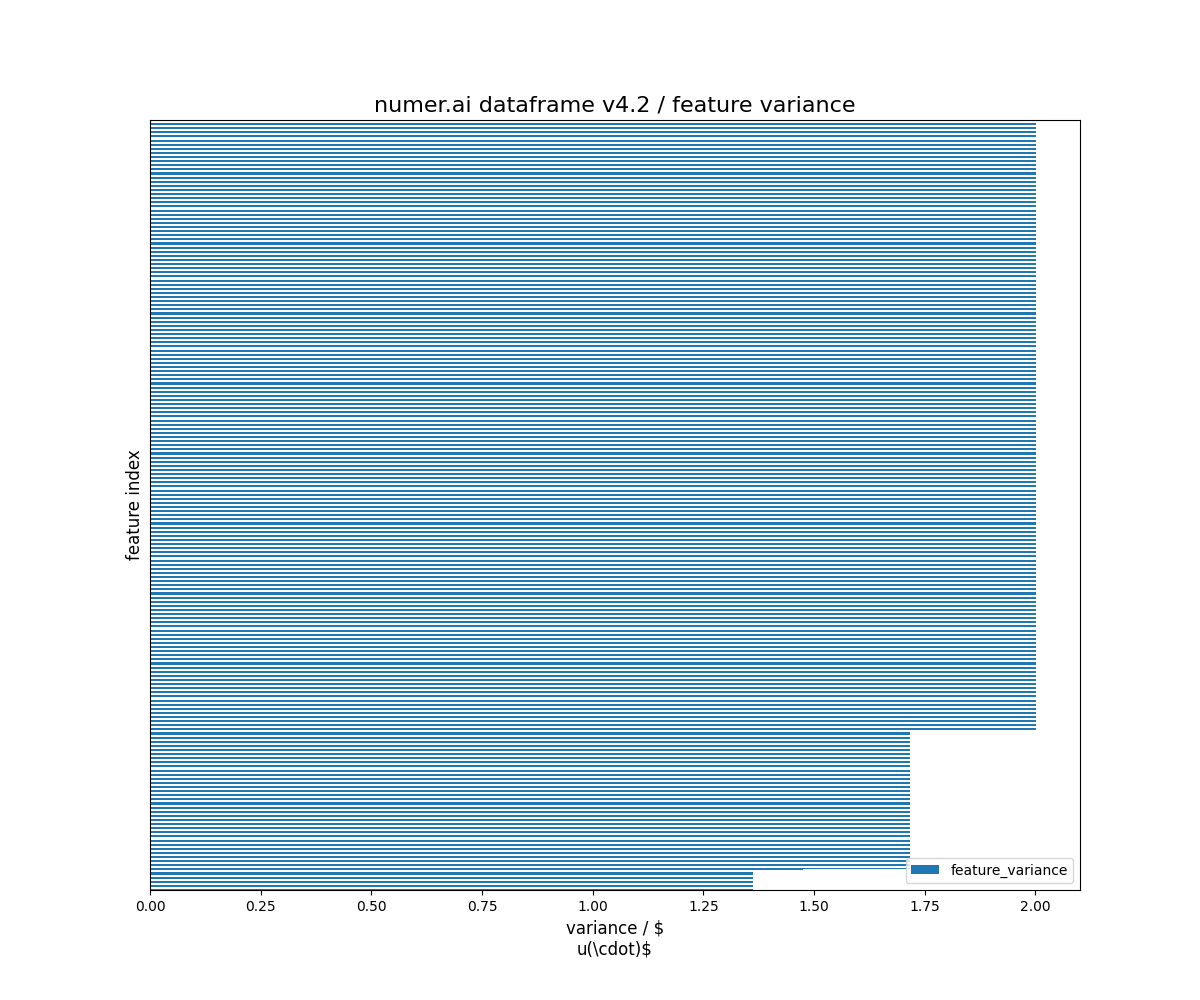 numer.ai dataframe v4.2 / feature variance
feature index
feature_variance
0.00 0.25 0.50 0.75 1.00 1.25 1.50 1.75 2.00
variance / $
u(\cdot)$